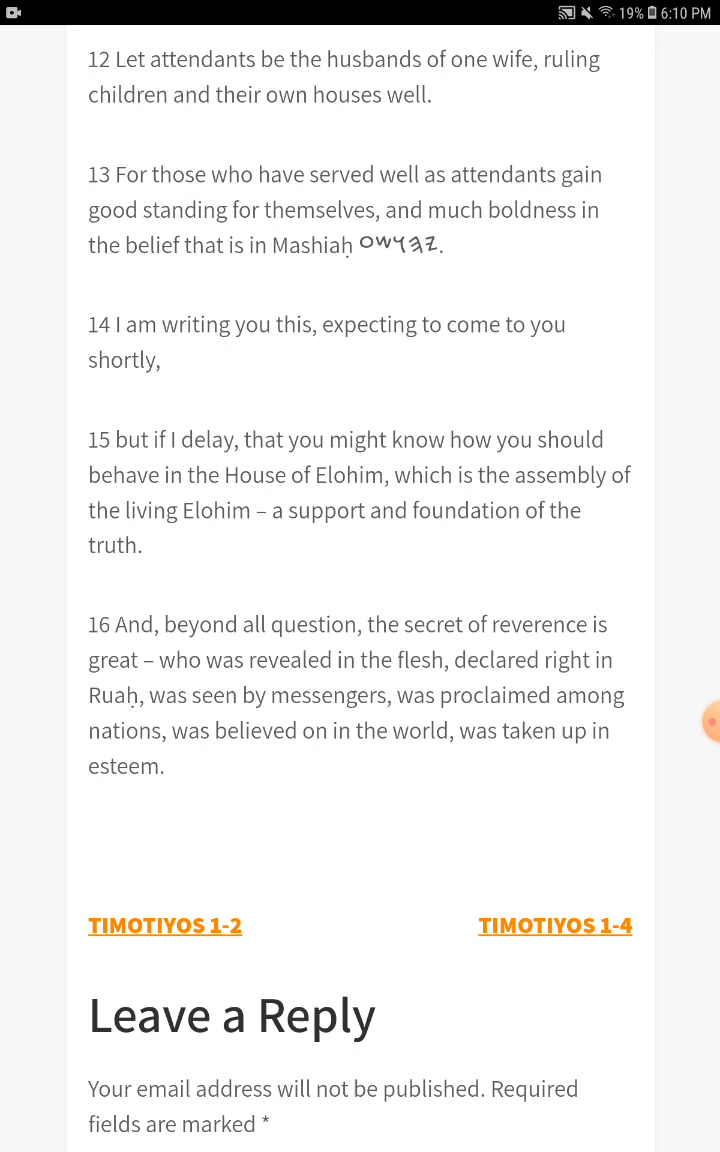 19% 6:10 PM
12 Let attendants be the husbands of one wife, ruling
children and their own houses well.
13 For those who have served well as attendants gain
good standing for themselves, and much boldness in
the belief that is in Mashiaḥ 𐤉𐤄𐤅𐤔𐤏.
14 I am writing you this, expecting to come to you
shortly,
15 but if I delay, that you might know how you should
behave in the House of Elohim, which is the assembly of
the living Elohim – a support and foundation of the
truth.
16 And, beyond all question, the secret of reverence is
great – who was revealed in the flesh, declared right in
Ruaḥ, was seen by messengers, was proclaimed among
nations, was believed on in the world, was taken up in
esteem.
TIMOTIYOS 1-2 TIMOTIYOS 1-4
Leave a Reply
Your email address will not be published. Required
fields are marked *